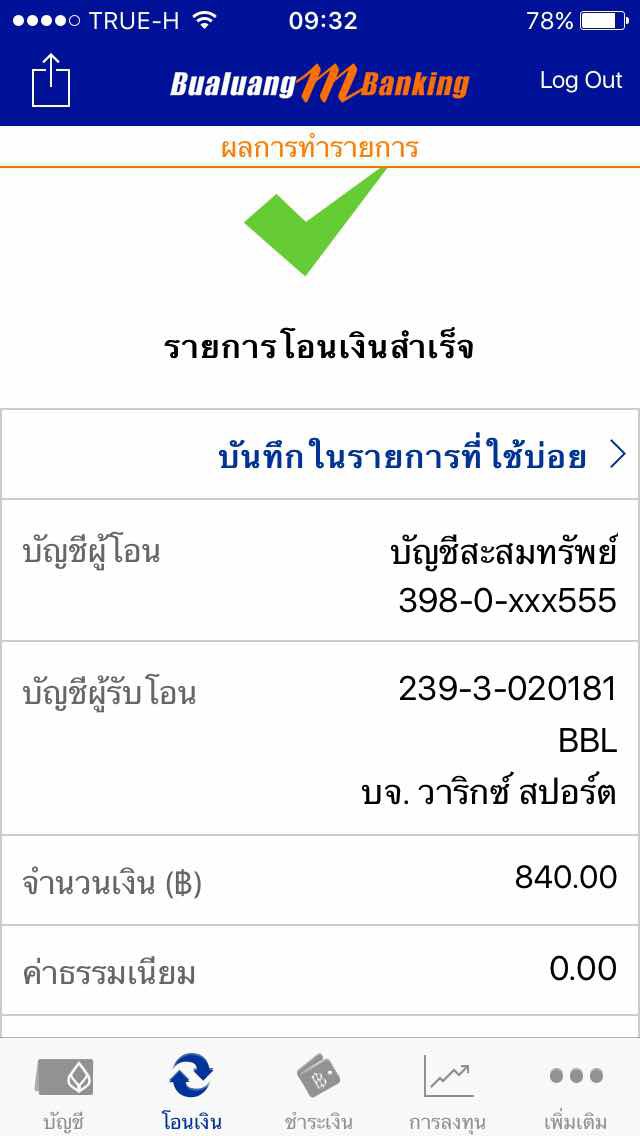 TRUE-H 09:32 78%
Bualuang mBanking Log Out
ผลการทำรายการ
รายการโอนเงินสำเร็จ
บันทึกในรายการที่ใช้บ่อย
บัญชีผู้โอน บัญชีสะสมทรัพย์
398-0-xxx555
บัญชีผู้รับโอน 239-3-020181
BBL
บจ. วาริกซ์ สปอร์ต
จำนวนเงิน (฿) 840.00
ค่าธรรมเนียม 0.00
บัญชี โอนเงิน ชำระเงิน การลงทุน เพิ่มเติม